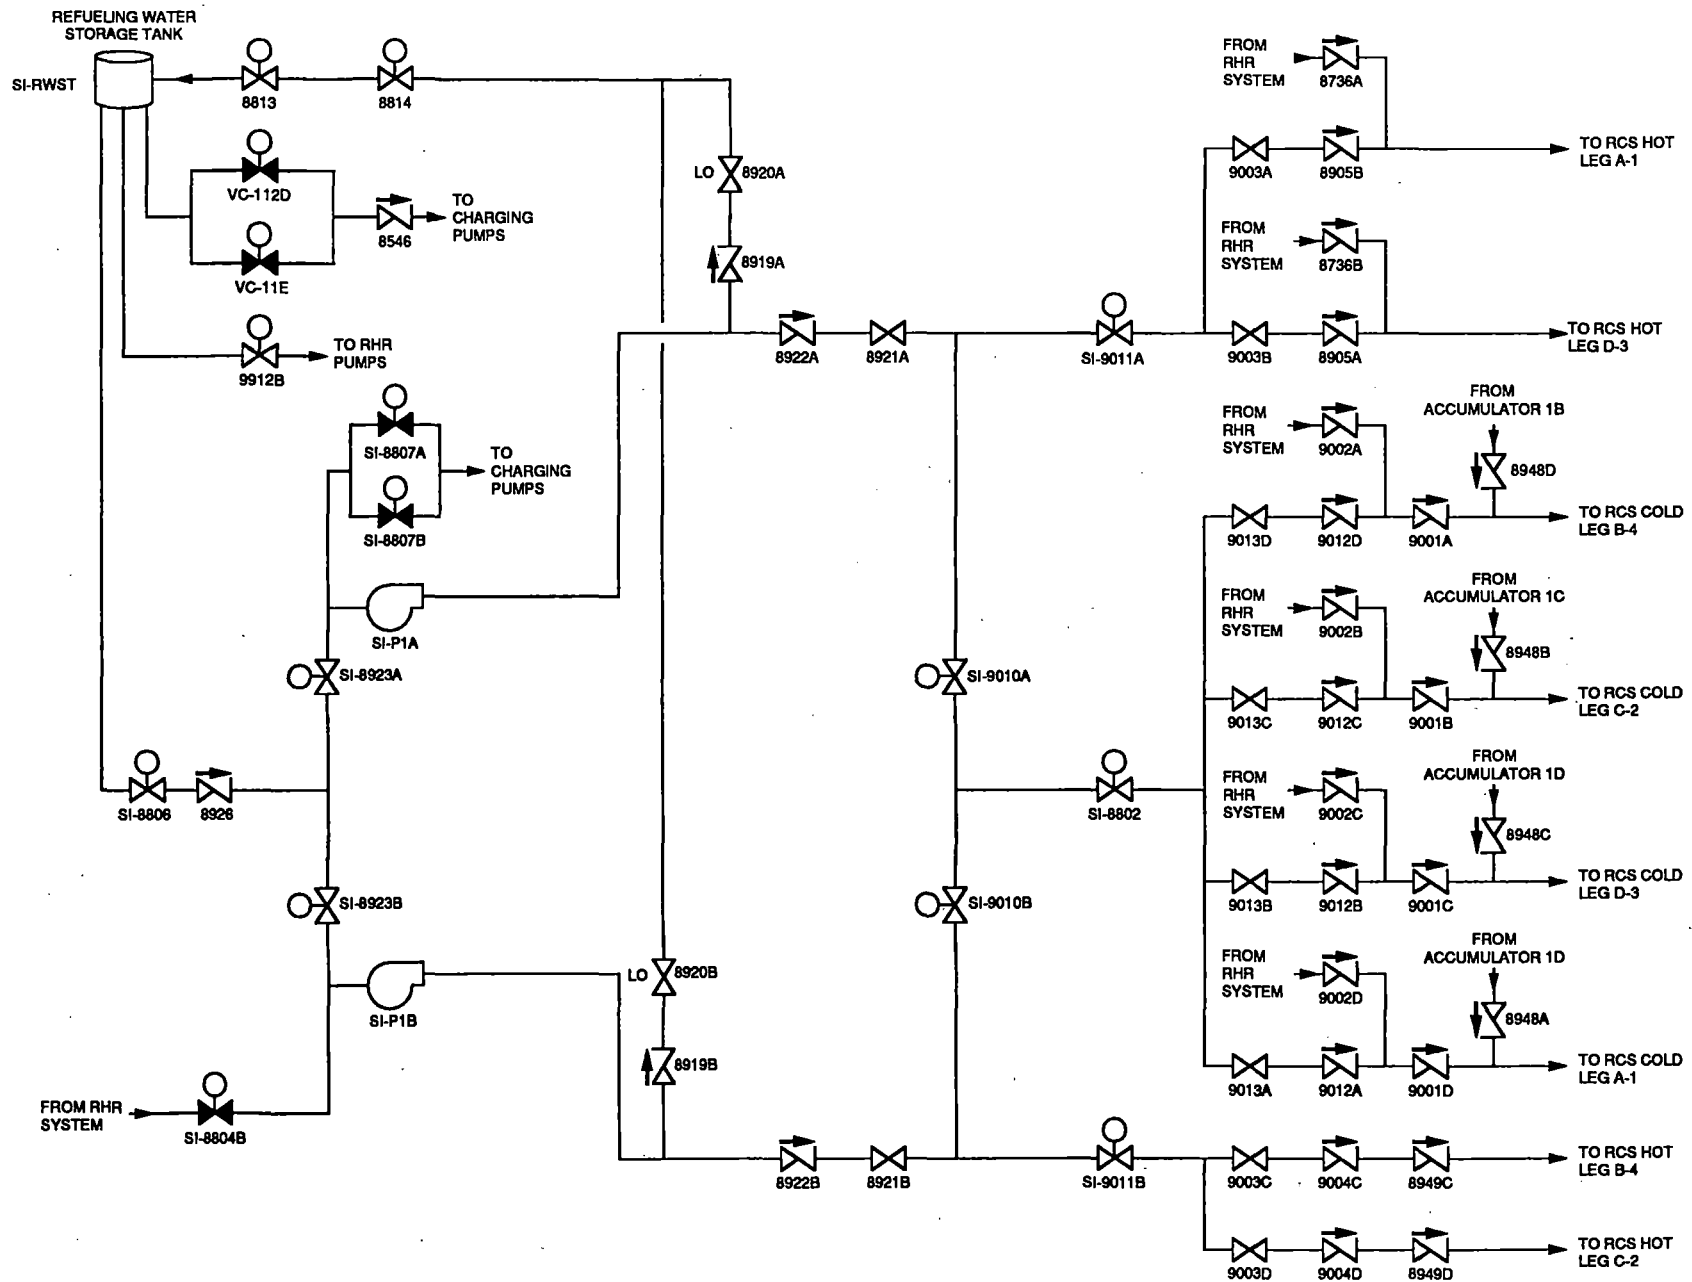 REFUELING WATER
STORAGE TANK
SI-RWST
8813
8814
VC-112D
VC-11E
8546
TO
CHARGING
PUMPS
LO
8920A
8919A
9912B
TO RHR
PUMPS
SI-8807A
SI-8807B
TO
CHARGING
PUMPS
SI-P1A
SI-8923A
SI-8806
8926
SI-8923B
SI-P1B
FROM RHR
SYSTEM
SI-8804B
LO
8920B
8919B
8922A
8921A
SI-9011A
SI-9010A
SI-8802
SI-9010B
8922B
8921B
SI-9011B
FROM
RHR
SYSTEM
8736A
9003A
8905B
TO RCS HOT
LEG A-1
FROM
RHR
SYSTEM
8736B
9003B
8905A
TO RCS HOT
LEG D-3
FROM
RHR
SYSTEM
9002A
FROM
ACCUMULATOR 1B
8948D
9013D
9012D
9001A
TO RCS COLD
LEG B-4
FROM
RHR
SYSTEM
9002B
FROM
ACCUMULATOR 1C
8948B
9013C
9012C
9001B
TO RCS COLD
LEG C-2
FROM
RHR
SYSTEM
9002C
FROM
ACCUMULATOR 1D
8948C
9013B
9012B
9001C
TO RCS COLD
LEG D-3
FROM
RHR
SYSTEM
9002D
FROM
ACCUMULATOR 1D
8948A
9013A
9012A
9001D
TO RCS COLD
LEG A-1
9003C
9004C
8949C
TO RCS HOT
LEG B-4
9003D
9004D
8949D
TO RCS HOT
LEG C-2